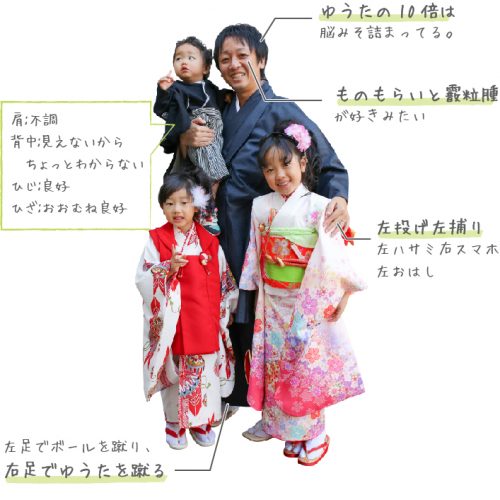 ゆうたの10倍は
脳みそ詰まってる。
ものもらいと霰粒腫
が好きみたい
肩:不調
背中:見えないから
ちょっとわからない
ひじ:良好
ひざ:おおむね良好
左投げ左捕り
左ハサミ右スマホ
左おはし
左足でボールを蹴り、
右足でゆうたを蹴る